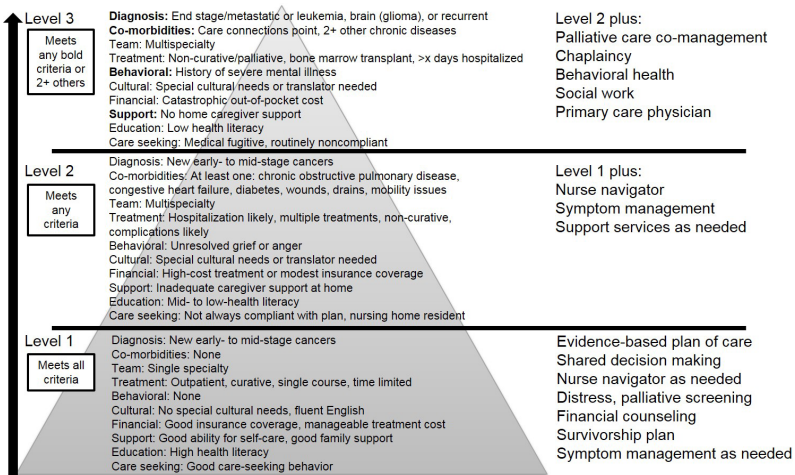 Level 3
Meets
any bold
criteria or
2+ others
Diagnosis: End stage/metastatic or leukemia, brain (glioma), or recurrent
Co-morbidities: Care connections point, 2+ other chronic diseases
Team: Multispecialty
Treatment: Non-curative/palliative, bone marrow transplant, >x days hospitalized
Behavioral: History of severe mental illness
Cultural: Special cultural needs or translator needed
Financial: Catastrophic out-of-pocket cost
Support: No home caregiver support
Education: Low health literacy
Care seeking: Medical fugitive, routinely noncompliant
Level 2 plus:
Palliative care co-management
Chaplaincy
Behavioral health
Social work
Primary care physician
Level 2
Meets
any
criteria
Diagnosis: New early- to mid-stage cancers
Co-morbidities: At least one: chronic obstructive pulmonary disease,
congestive heart failure, diabetes, wounds, drains, mobility issues
Team: Multispecialty
Treatment: Hospitalization likely, multiple treatments, non-curative,
complications likely
Behavioral: Unresolved grief or anger
Cultural: Special cultural needs or translator needed
Financial: High-cost treatment or modest insurance coverage
Support: Inadequate caregiver support at home
Education: Mid- to low-health literacy
Care seeking: Not always compliant with plan, nursing home resident
Level 1 plus:
Nurse navigator
Symptom management
Support services as needed
Level 1
Meets all
criteria
Diagnosis: New early- to mid-stage cancers
Co-morbidities: None
Team: Single specialty
Treatment: Outpatient, curative, single course, time limited
Behavioral: None
Cultural: No special cultural needs, fluent English
Financial: Good insurance coverage, manageable treatment cost
Support: Good ability for self-care, good family support
Education: High health literacy
Care seeking: Good care-seeking behavior
Evidence-based plan of care
Shared decision making
Nurse navigator as needed
Distress, palliative screening
Financial counseling
Survivorship plan
Symptom management as needed